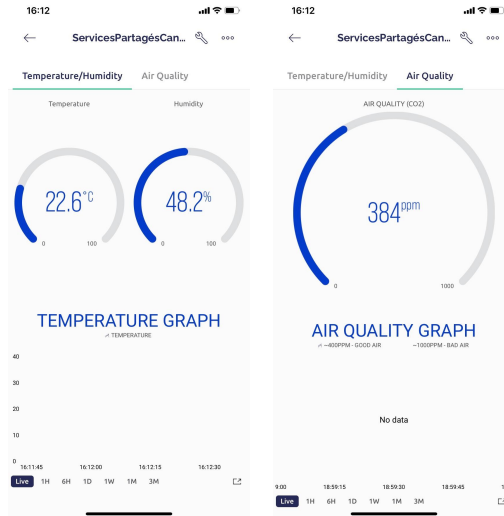 16:12
ServicesPartagésCan...
Temperature/Humidity Air Quality
Temperature Humidity
22.6°C 48.2%
0 100 0 100
TEMPERATURE GRAPH
TEMPERATURE
40
30
20
10
0
16:11:45 16:12:00 16:12:15 16:12:30
Live 1H 6H 1D 1W 1M 3M
16:12
ServicesPartagésCan...
Temperature/Humidity Air Quality
AIR QUALITY (CO2)
384ppm
0 1000
AIR QUALITY GRAPH
~400PPM - GOOD AIR ~1000PPM - BAD AIR
No data
9:00 18:59:15 18:59:30 18:59:45 1
Live 1H 6H 1D 1W 1M 3M